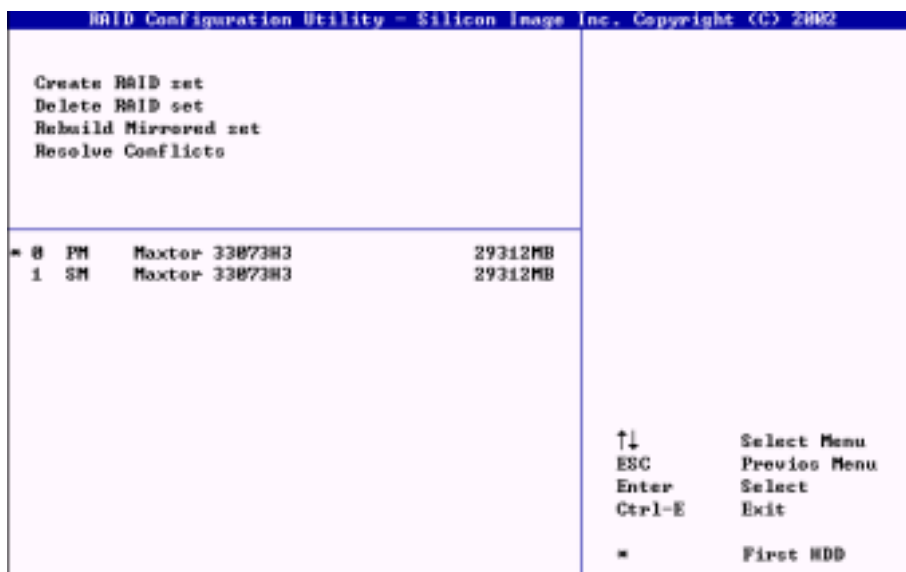 RAID Configuration Utility - Silicon Image Inc. Copyright (C) 2002
Create RAID set
Delete RAID set
Rebuild Mirrored set
Resolve Conflicts
* 0 PM Maxtor 33073H3 29312MB
1 SM Maxtor 33073H3 29312MB
↑↓ Select Menu
ESC Previos Menu
Enter Select
Ctrl-E Exit
* First HDD